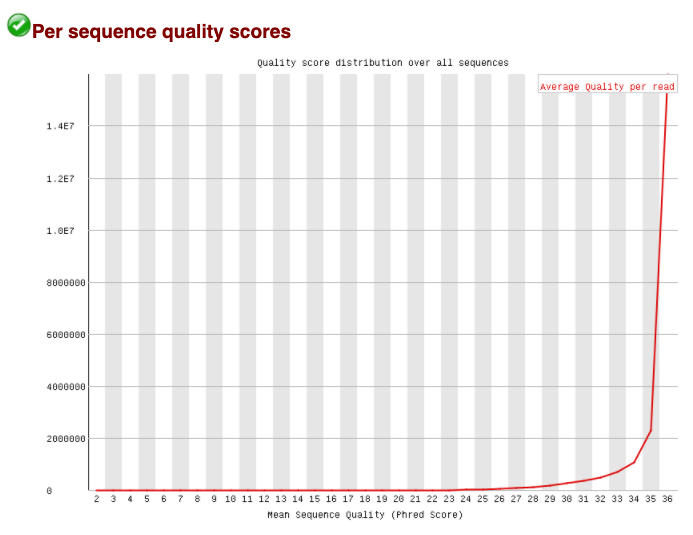 Per sequence quality scores
Quality score distribution over all sequences
Average Quality per read
1.4E7
1.2E7
1.0E7
8000000
6000000
4000000
2000000
0
2 3 4 5 6 7 8 9 10 11 12 13 14 15 16 17 18 19 20 21 22 23 24 25 26 27 28 29 30 31 32 33 34 35 36
Mean Sequence Quality (Phred Score)